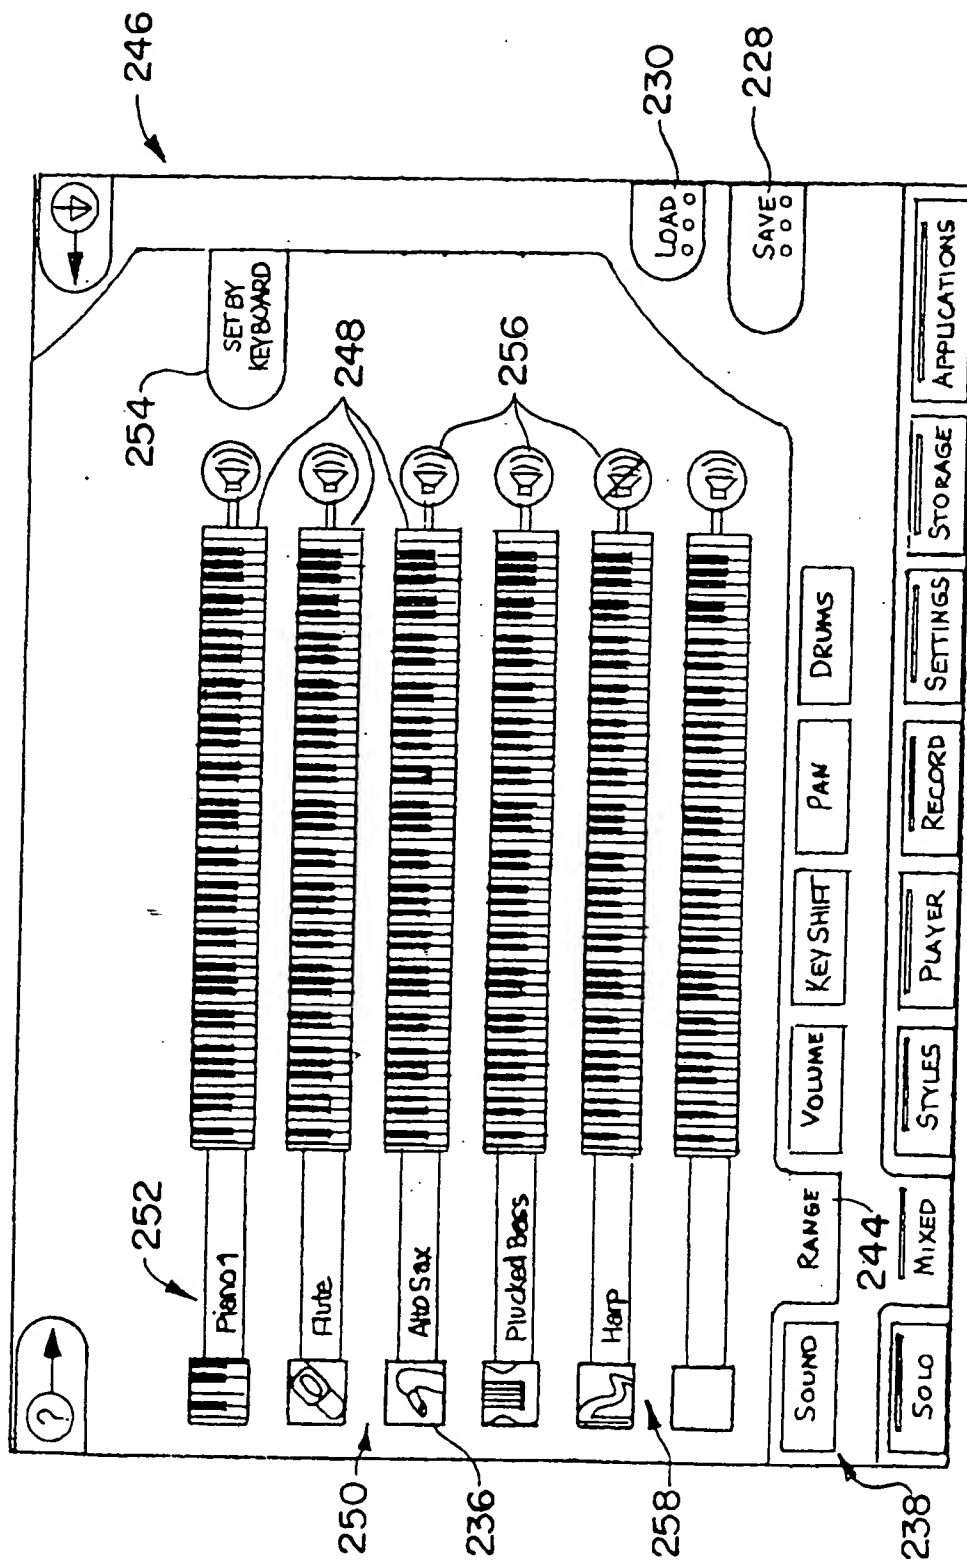 246
?
252
254
SET BY
KEYBOARD
Piano1
Flute
248
250
Alto Sax
256
236
Plucked Bass
258
Harp
LOAD
230
SAVE
228
SOUND
RANGE
VOLUME
KEY SHIFT
PAN
DRUMS
244
238
SOLO
MIXED
STYLES
PLAYER
RECORD
SETTINGS
STORAGE
APPLICATIONS